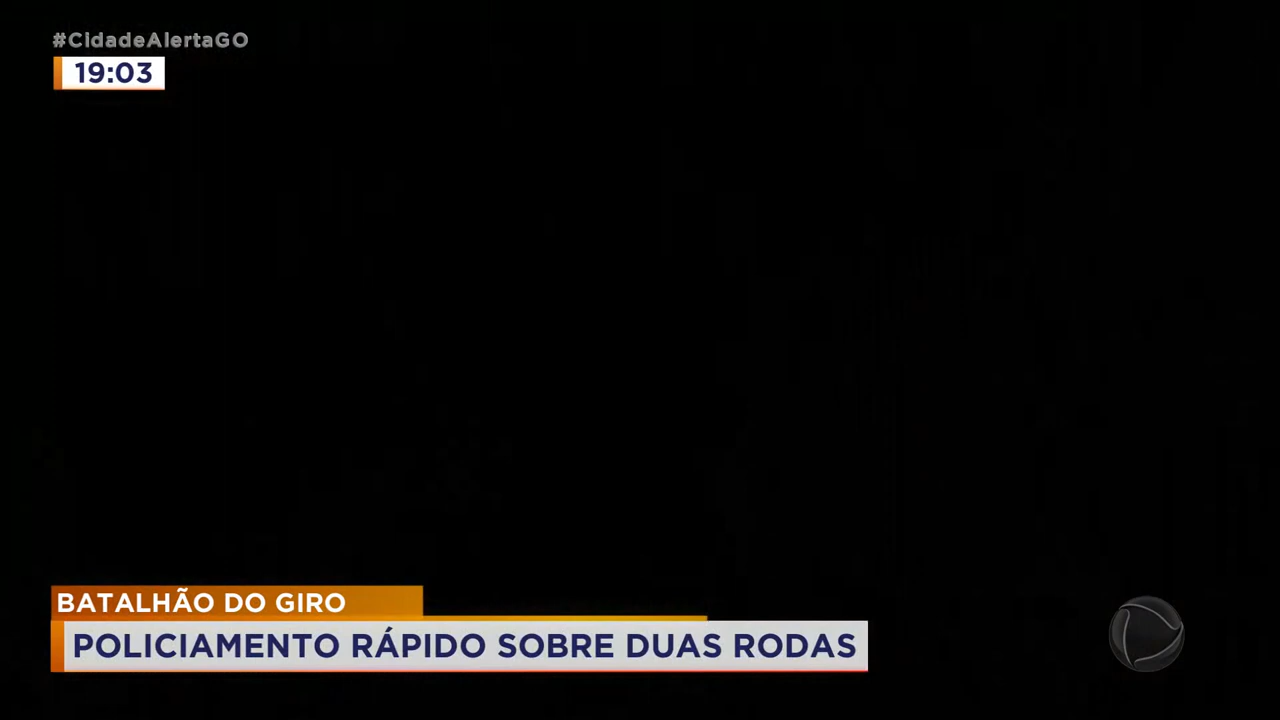 #CidadeAlertaGO
19:03
BATALHÃO DO GIRO
POLICIAMENTO RÁPIDO SOBRE DUAS RODAS